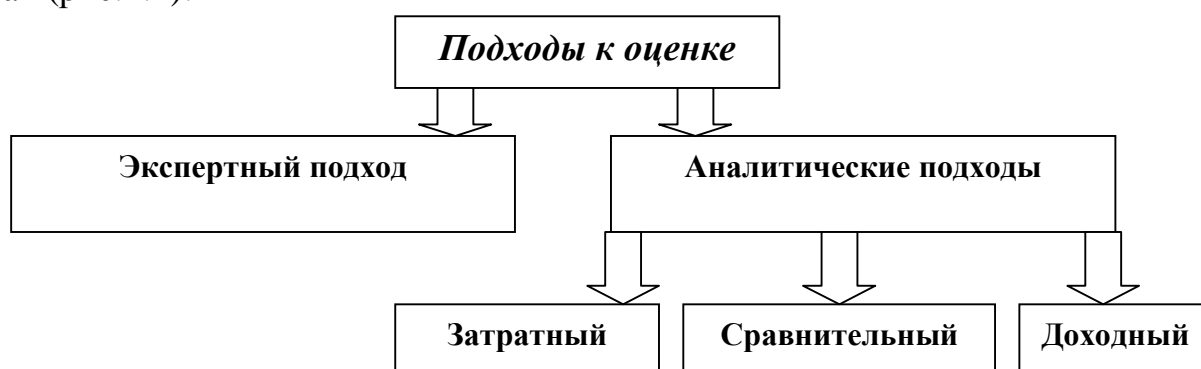 Подходы к оценке
Экспертный подход
Аналитические подходы
Затратный
Сравнительный
Доходный